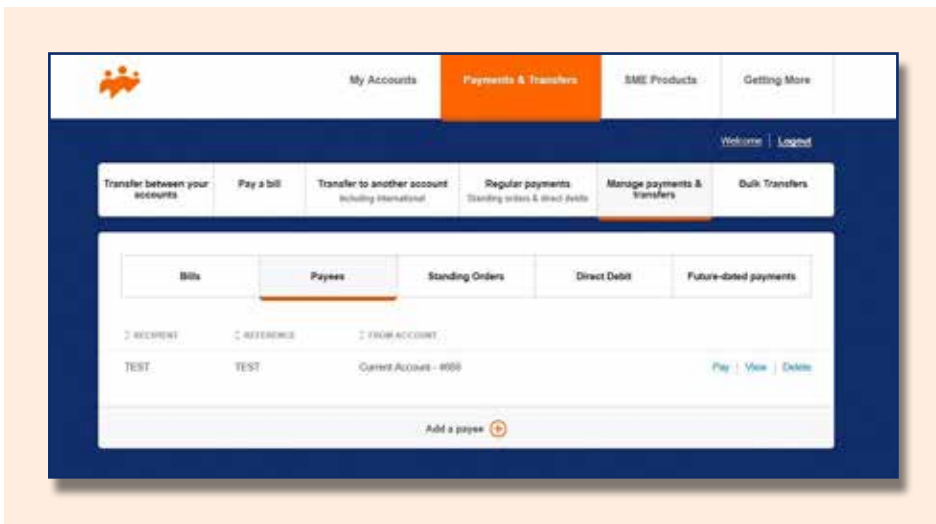 My Accounts
Payments & Transfers
SME Products
Getting More
Welcome | Logout
Transfer between your accounts
Pay a bill
Transfer to another account
Including international
Regular payments
Standing orders & direct debits
Manage payments & transfers
Bulk Transfers
Bills
Payees
Standing Orders
Direct Debit
Future-dated payments
RECIPIENT
REFERENCE
FROM ACCOUNT
TEST
TEST
Current Account -
Pay | View | Delete
Add a payee